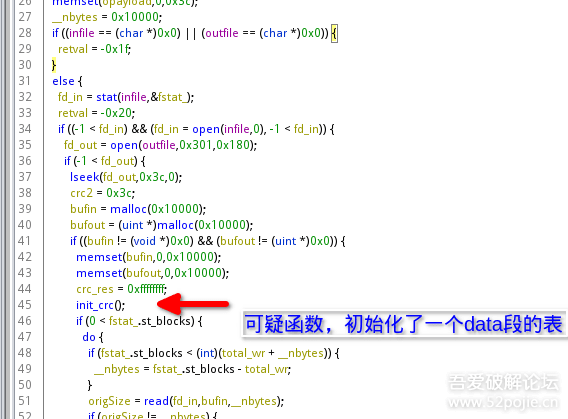 26 memset(opayload,0,0x3c);
27 __nbytes = 0x10000;
28 if ((infile == (char *)0x0) || (outfile == (char *)0x0)) {
29 retval = -0x1f;
30 }
31 else {
32 fd_in = stat(infile,&fstat_);
33 retval = -0x20;
34 if ((-1 < fd_in) && (fd_in = open(infile,0), -1 < fd_in)) {
35 fd_out = open(outfile,0x301,0x180);
36 if (-1 < fd_out) {
37 lseek(fd_out,0x3c,0);
38 crc2 = 0x3c;
39 bufin = malloc(0x10000);
40 bufout = (uint *)malloc(0x10000);
41 if ((bufin != (void *)0x0) && (bufout != (uint *)0x0)) {
42 memset(bufin,0,0x10000);
43 memset(bufout,0,0x10000);
44 crc_res = 0xffffffff;
45 init_crc();
可疑函数，初始化了一个data段的表
46 if (0 < fstat_.st_blocks) {
47 do {
48 if (fstat_.st_blocks < (int)(total_wr + __nbytes)) {
49 __nbytes = fstat_.st_blocks - total_wr;
50 }
51 origSize = read(fd_in,bufin,__nbytes);
52 if (origSize != __nbytes) {
吾爱破解论坛
www.52pojie.cn